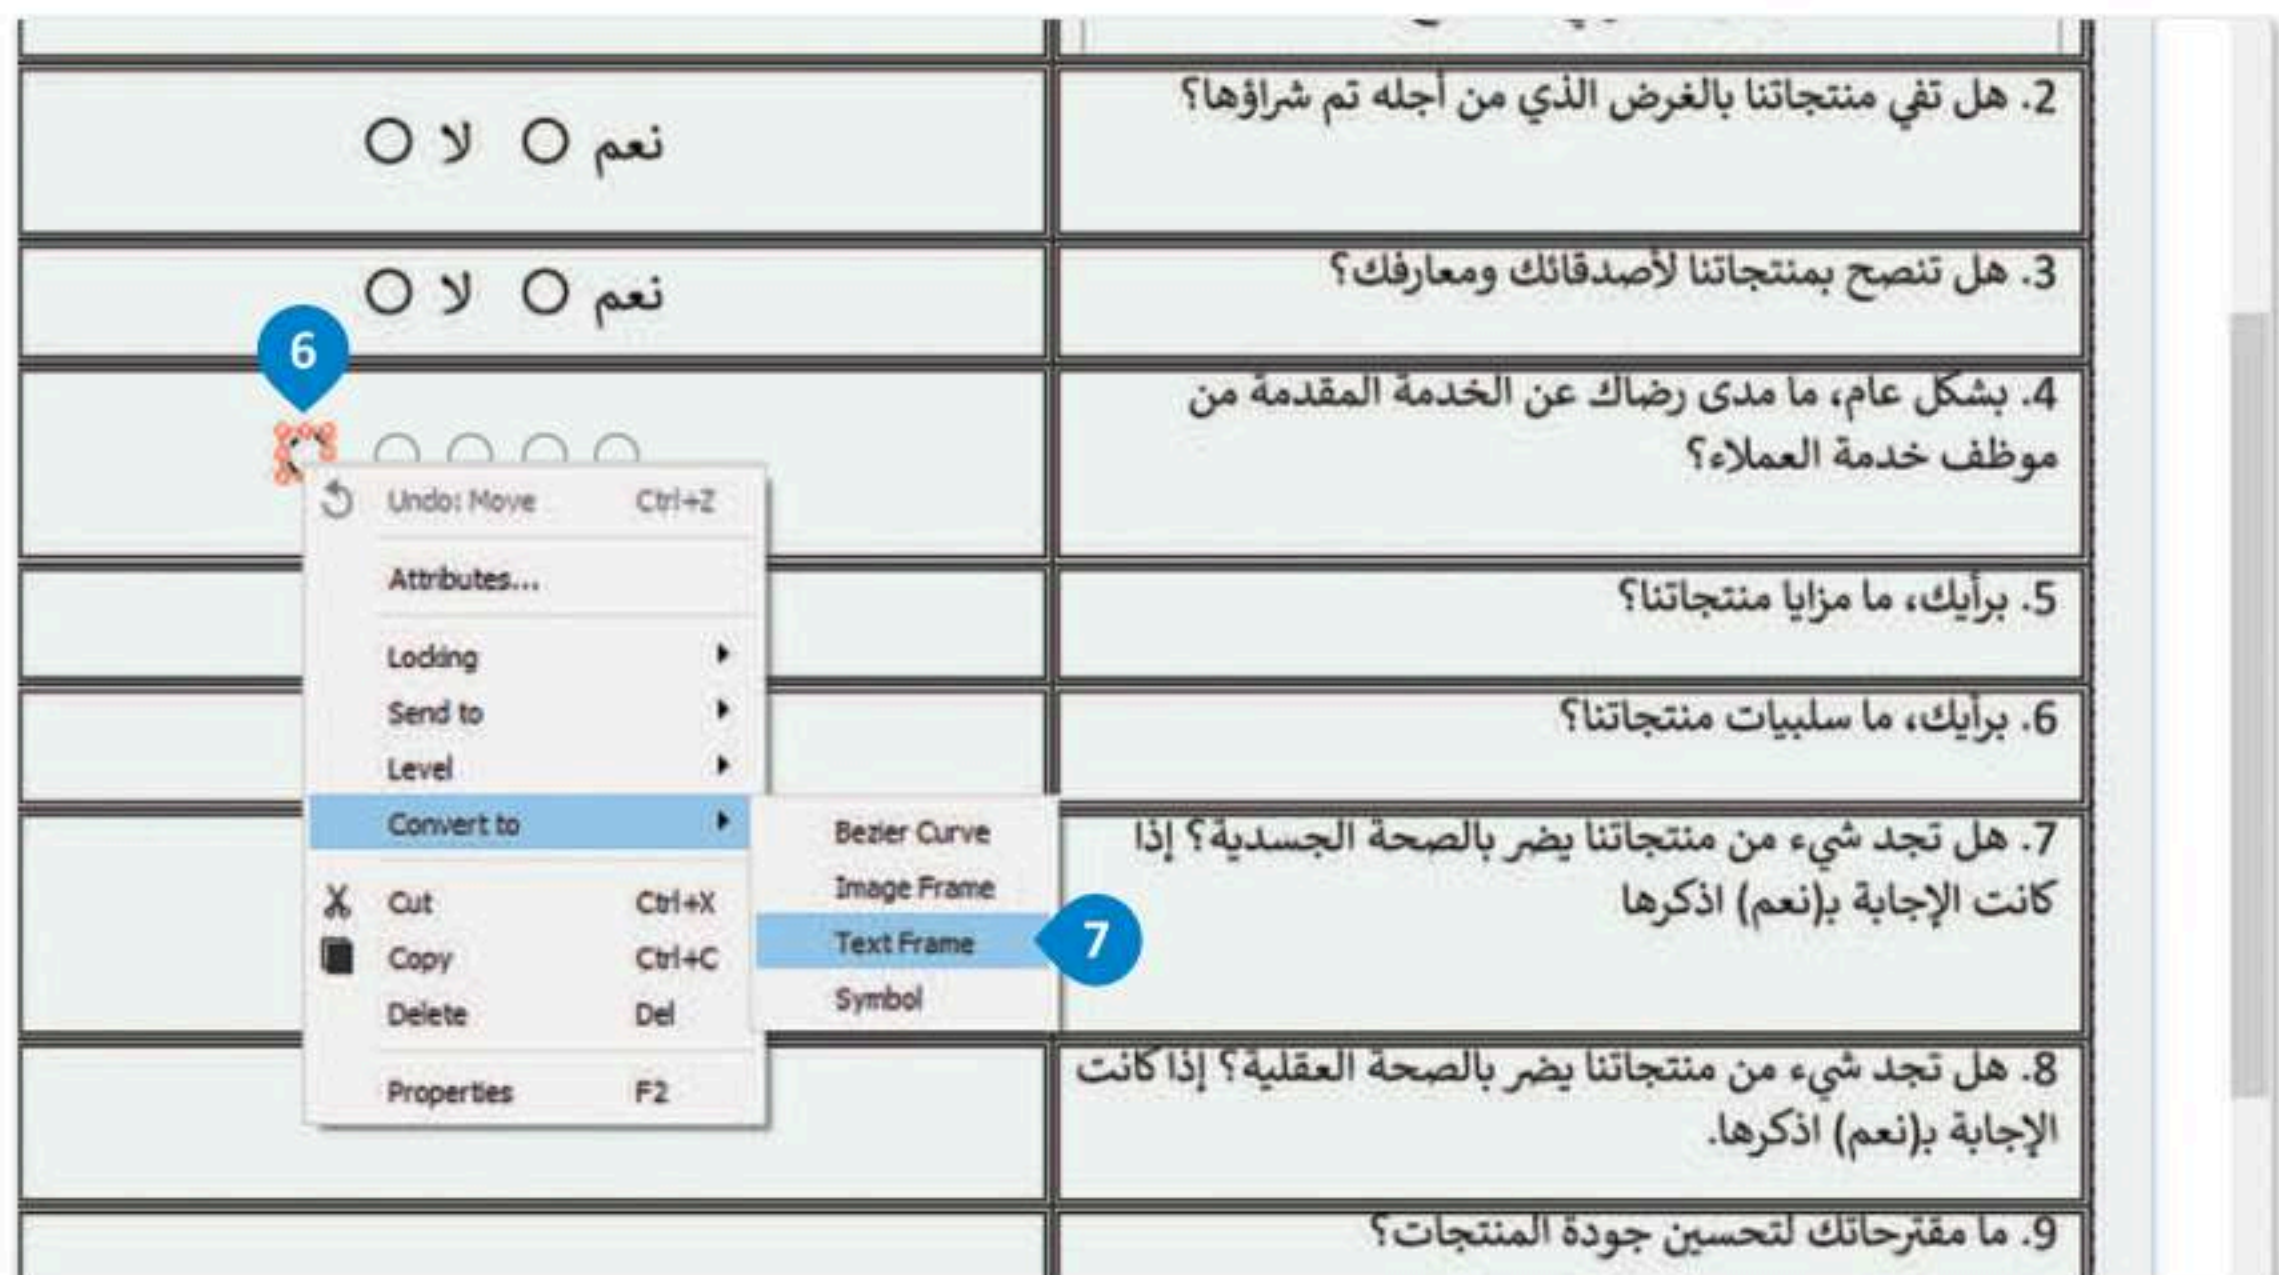 2. هل تفي منتجاتنا بالغرض الذي من أجله تم شراؤها؟
نعم لا
3. هل تنصح بمنتجاتنا لأصدقائك ومعارفك؟
نعم لا
6
4. بشكل عام، ما مدى رضاك عن الخدمة المقدمة من
موظف خدمة العملاء؟
Undo: Move Ctrl+Z
Attributes...
Locking
Send to
Level
Convert to
Cut Ctrl+X
Copy Ctrl+C
Delete Del
Properties F2
Bezier Curve
Image Frame
Text Frame
7
Symbol
5. برأيك، ما مزايا منتجاتنا؟
6. برأيك، ما سلبيات منتجاتنا؟
7. هل تجد شيء من منتجاتنا يضر بالصحة الجسدية؟ إذا
كانت الإجابة بـ(نعم) اذكرها
8. هل تجد شيء من منتجاتنا يضر بالصحة العقلية؟ إذا كانت
الإجابة بـ(نعم) اذكرها.
9. ما مقترحاتك لتحسين جودة المنتجات؟